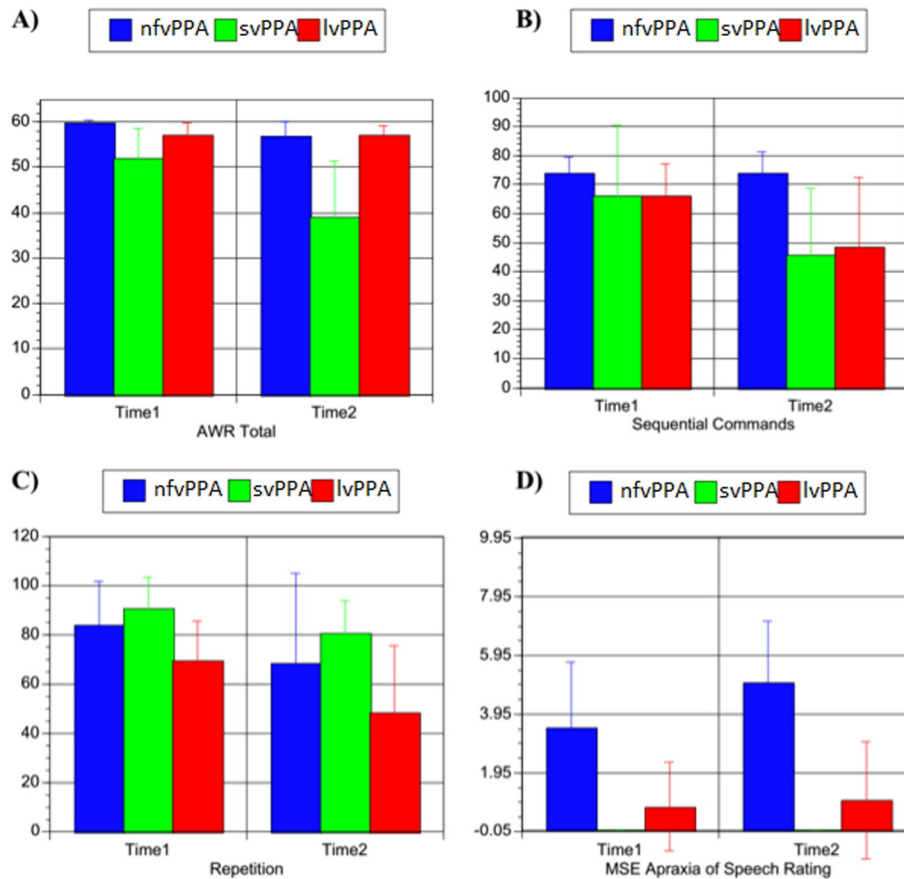 A)
nfvPPA svPPA lvPPA
60
50
40
30
20
10
0
Time1 Time2
AWR Total
B)
nfvPPA svPPA lvPPA
100
90
80
70
60
50
40
30
20
10
0
Time1 Time2
Sequential Commands
C)
nfvPPA svPPA lvPPA
120
100
80
60
40
20
0
Time1 Time2
Repetition
D)
nfvPPA svPPA lvPPA
9.95
7.95
5.95
3.95
1.95
-0.05
Time1 Time2
MSE Apraxia of Speech Rating